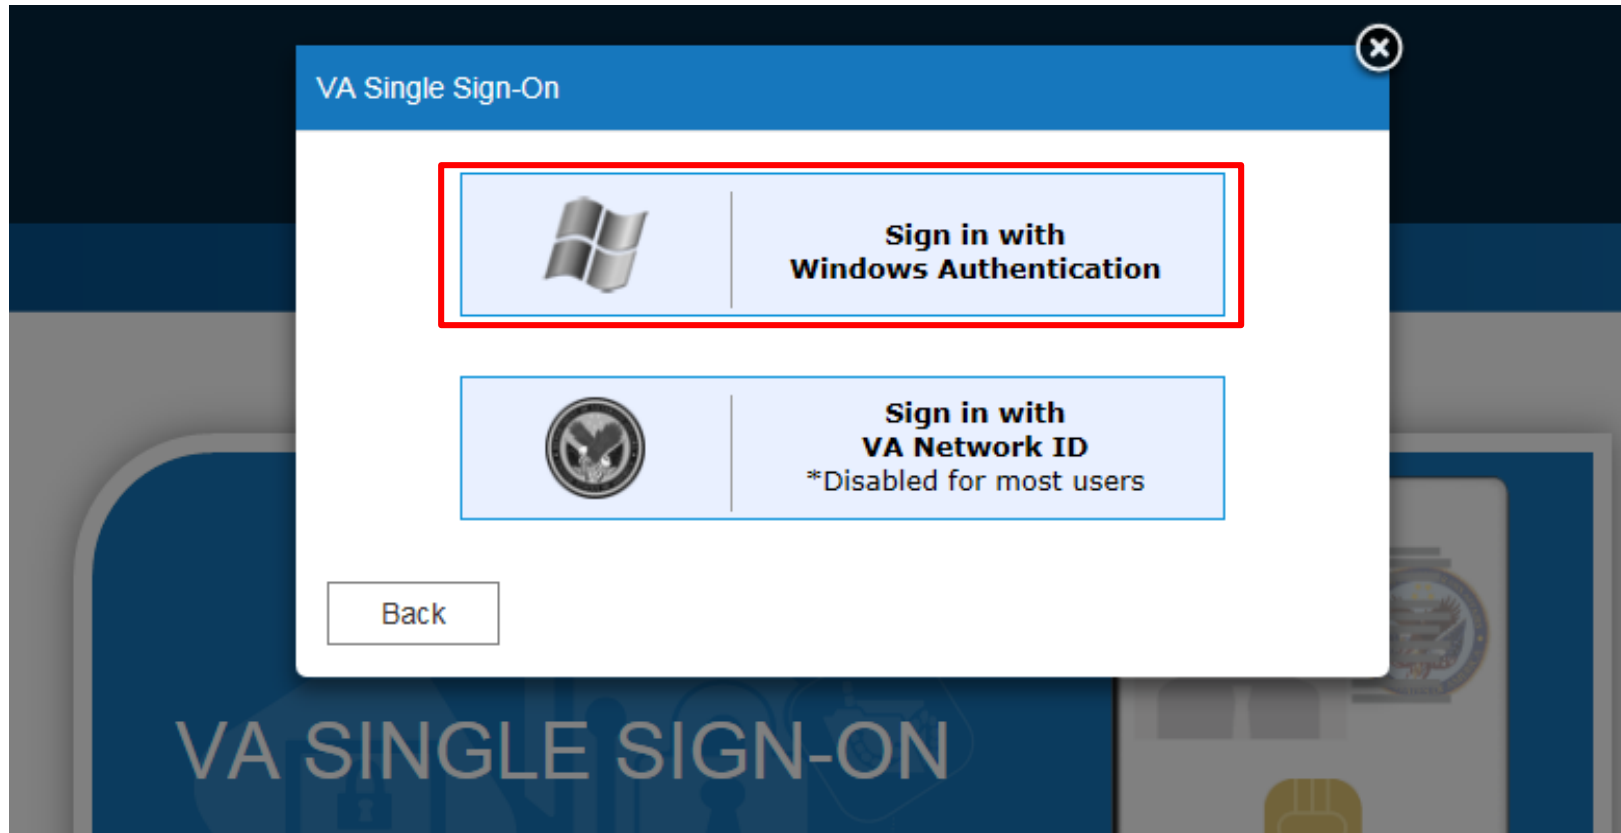 VA Single Sign-On
Sign in with
Windows Authentication
Sign in with
VA Network ID
*Disabled for most users
Back
VA SINGLE SIGN-ON